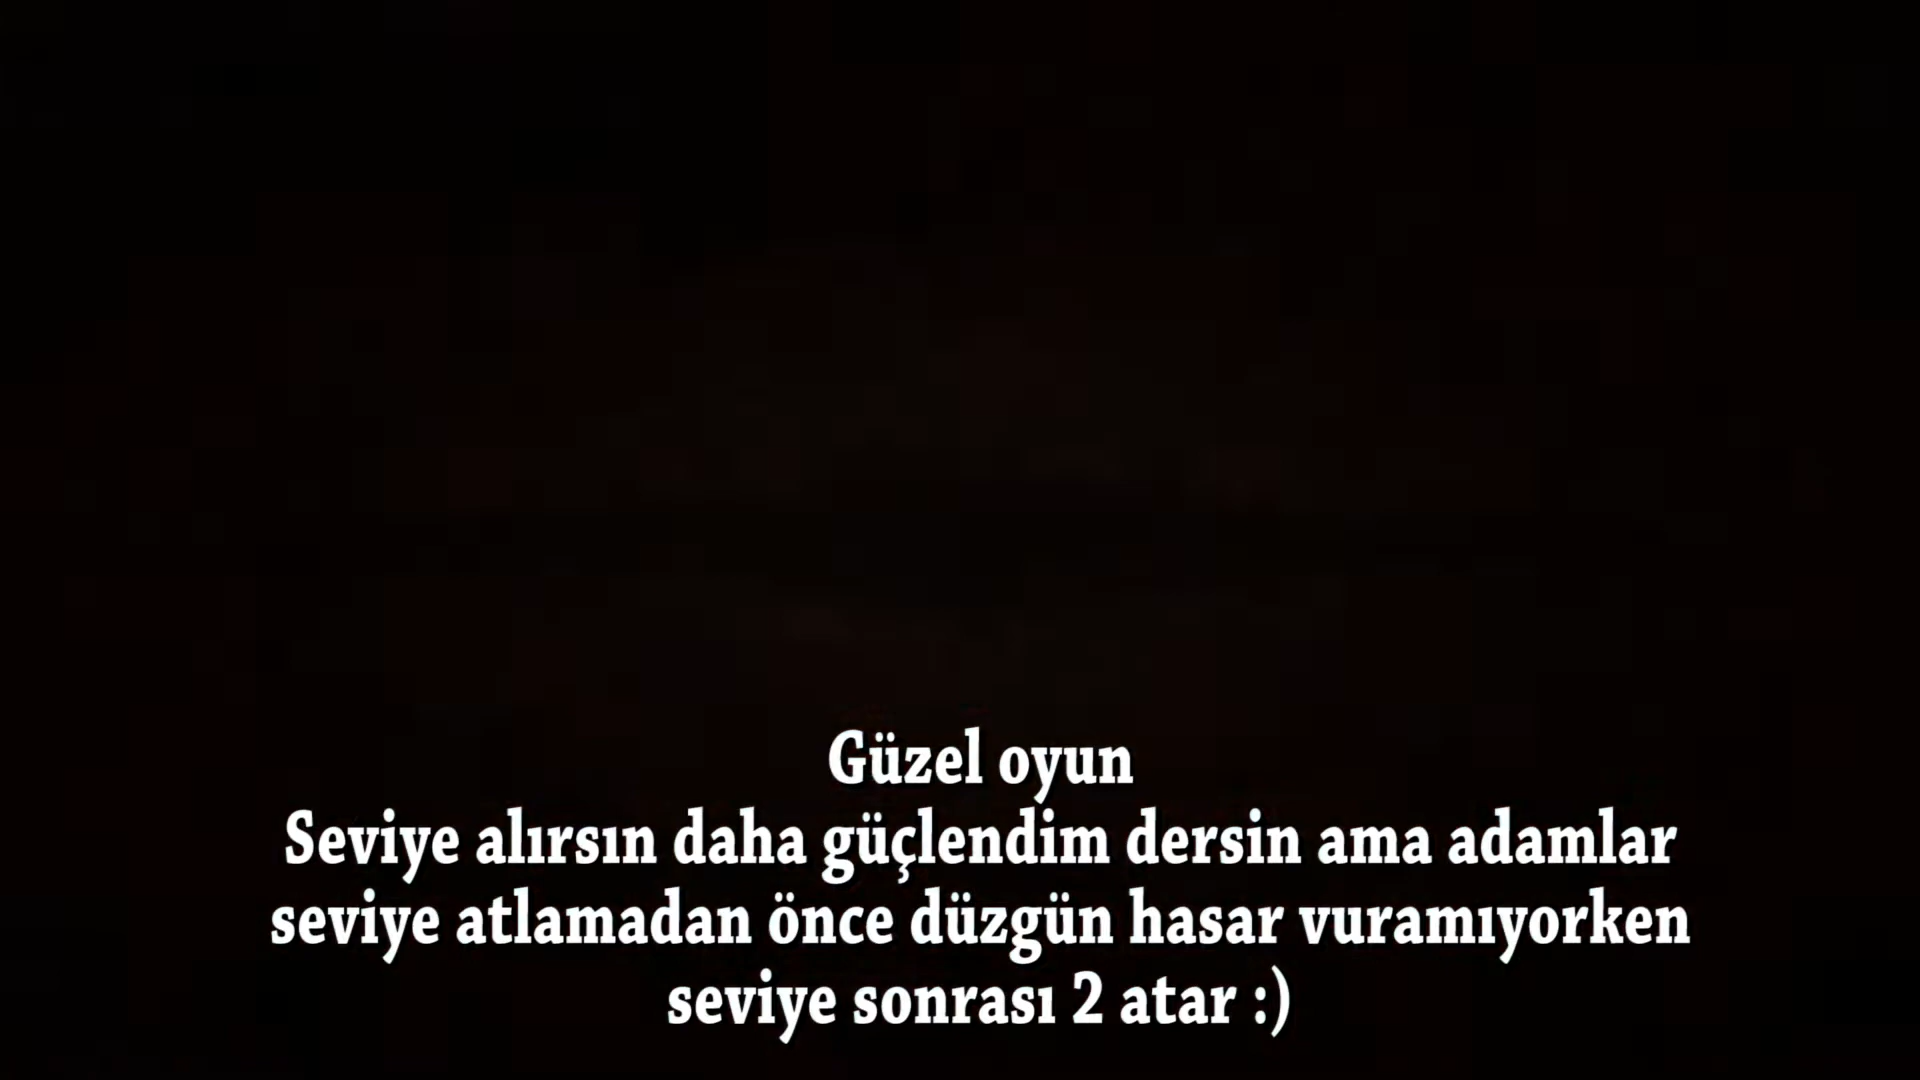 Güzel oyun
Seviye alırsın daha güçlendim dersin ama adamlar
seviye atlamadan önce düzgün hasar vuramıyorken
seviye sonrası 2 atar :)